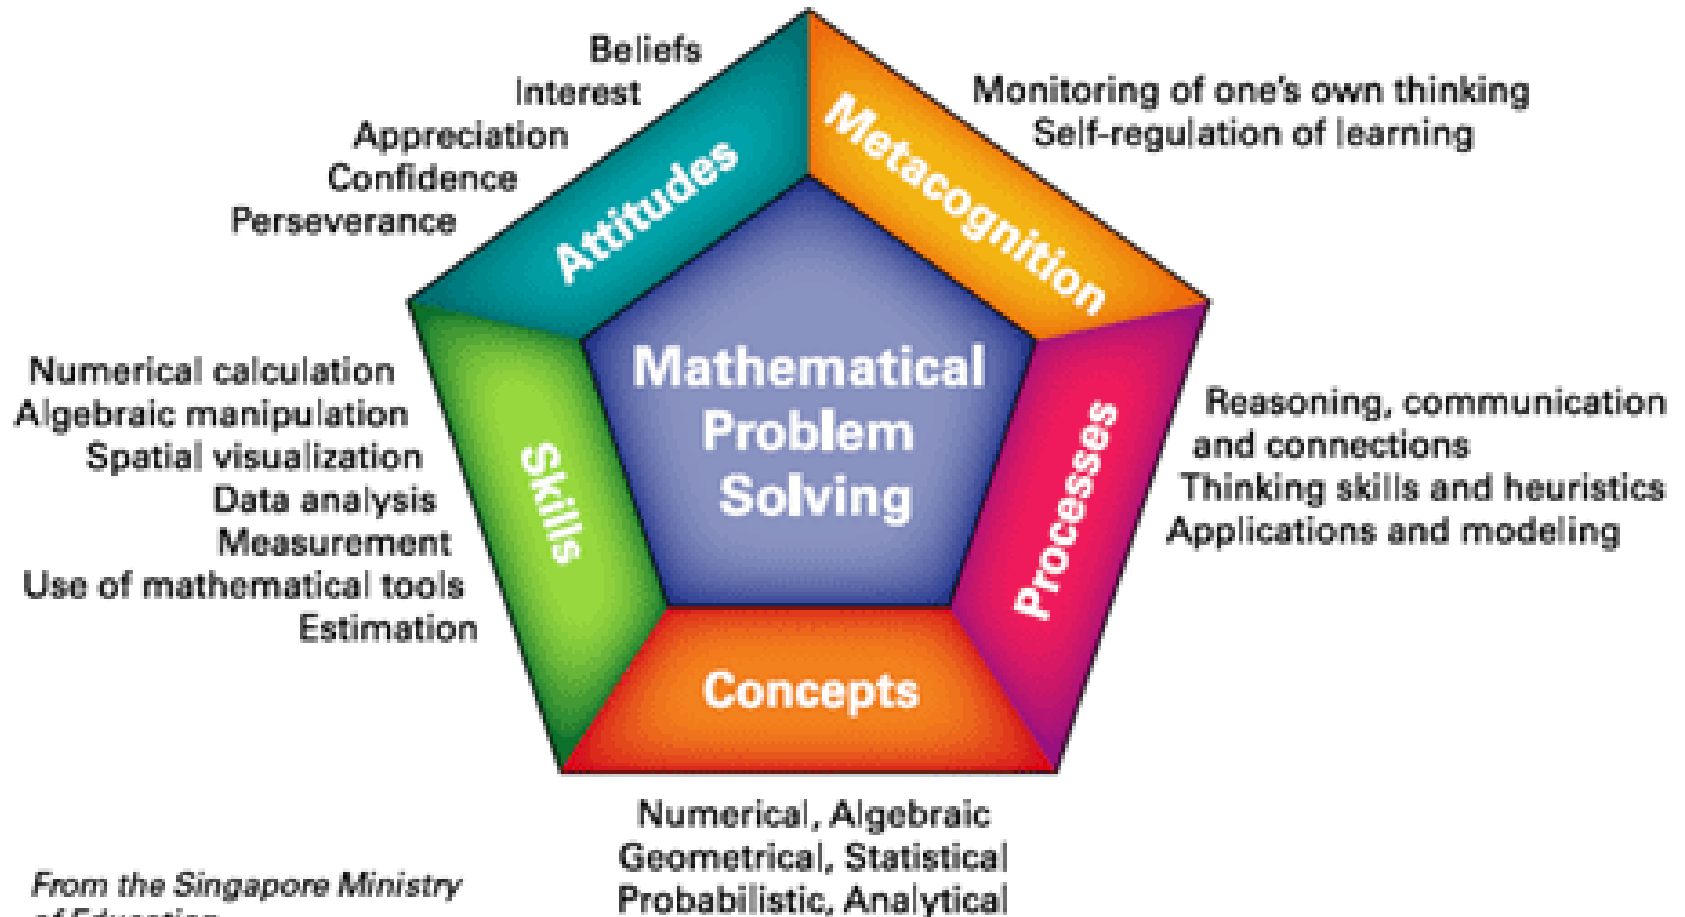 Beliefs
Interest
Appreciation
Confidence
Perseverance
Attitudes
Metacognition
Monitoring of one's own thinking
Self-regulation of learning
Numerical calculation
Algebraic manipulation
Spatial visualization
Data analysis
Measurement
Use of mathematical tools
Estimation
Skills
Mathematical
Problem
Solving
Processes
Reasoning, communication
and connections
Thinking skills and heuristics
Applications and modeling
Concepts
Numerical, Algebraic
Geometrical, Statistical
Probabilistic, Analytical
From the Singapore Ministry
of Education